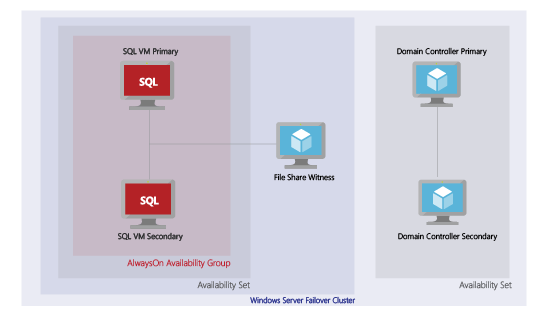 SQL VM Primary
SQL
SQL
SQL VM Secondary
AlwaysOn Availability Group
Availability Set
File Share Witness
Windows Server Failover Cluster
Domain Controller Primary
Domain Controller Secondary
Availability Set